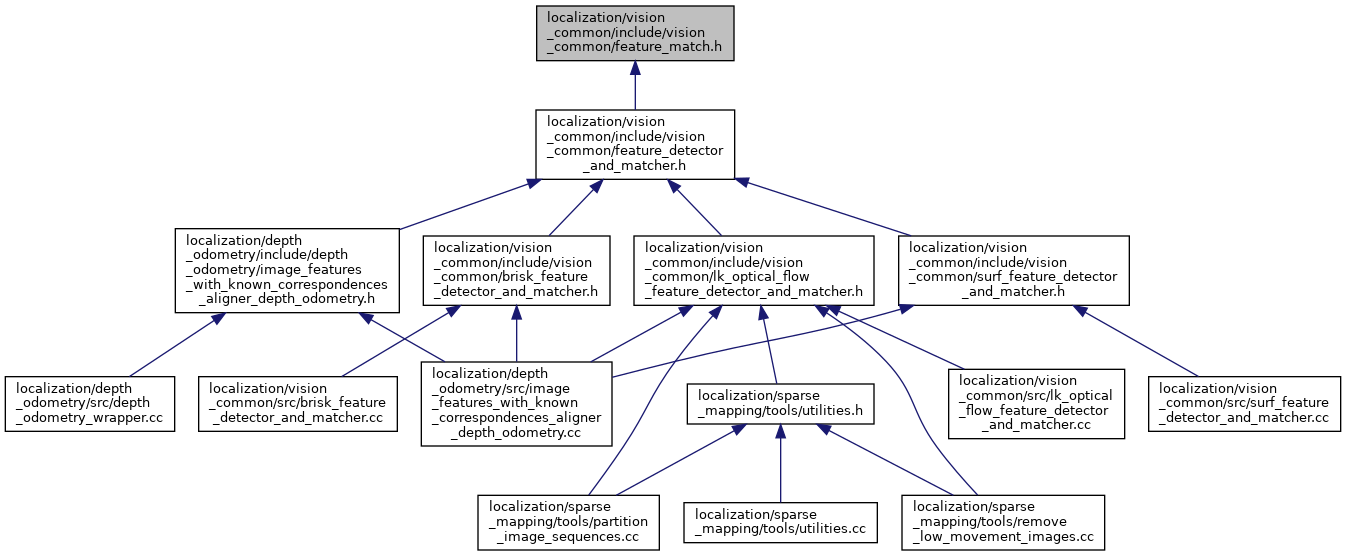 localization/vision
_common/include/vision
_common/feature_match.h
localization/vision
_common/include/vision
_common/feature_detector
_and_matcher.h
localization/depth
_odometry/include/depth
_odometry/image_features
_with_known_correspondences
_aligner_depth_odometry.h
localization/vision
_common/include/vision
_common/brisk_feature
_detector_and_matcher.h
localization/vision
_common/include/vision
_common/lk_optical_flow
_feature_detector_and_matcher.h
localization/vision
_common/include/vision
_common/surf_feature_detector
_and_matcher.h
localization/depth
_odometry/src/depth
_odometry_wrapper.cc
localization/vision
_common/src/brisk_feature
_detector_and_matcher.cc
localization/depth
_odometry/src/image
_features_with_known
_correspondences_aligner
_depth_odometry.cc
localization/sparse
_mapping/tools/utilities.h
localization/vision
_common/src/lk_optical
_flow_feature_detector
_and_matcher.cc
localization/vision
_common/src/surf_feature
_detector_and_matcher.cc
localization/sparse
_mapping/tools/partition
_image_sequences.cc
localization/sparse
_mapping/tools/utilities.cc
localization/sparse
_mapping/tools/remove
_low_movement_images.cc